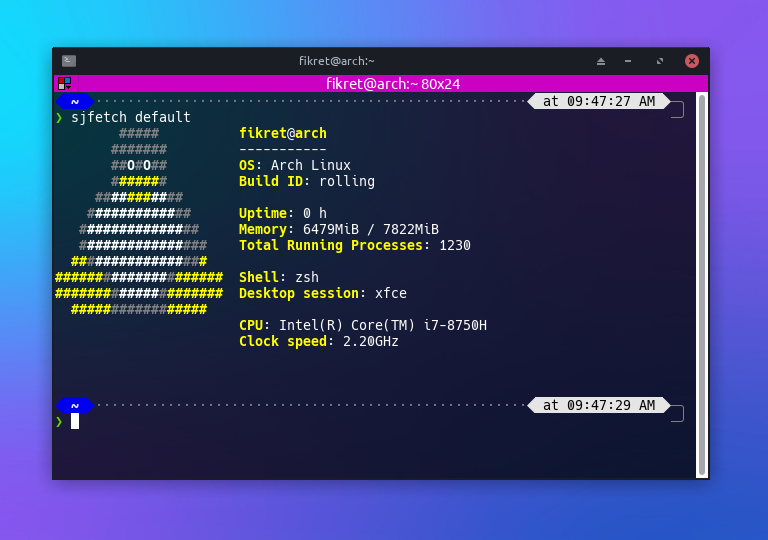 fikret@arch:~
fikret@arch:~ 80x24
~ at 09:47:27 AM
❯ sjfetch default
##### fikret@arch
####### -----------
##O#O## OS: Arch Linux
####### Build ID: rolling
###########
############# Uptime: 0 h
############### Memory: 6479MiB / 7822MiB
################ Total Running Processes: 1230
#################
##################### Shell: zsh
##################### Desktop session: xfce
#################
CPU: Intel(R) Core(TM) i7-8750H
Clock speed: 2.20GHz
~ at 09:47:29 AM
❯